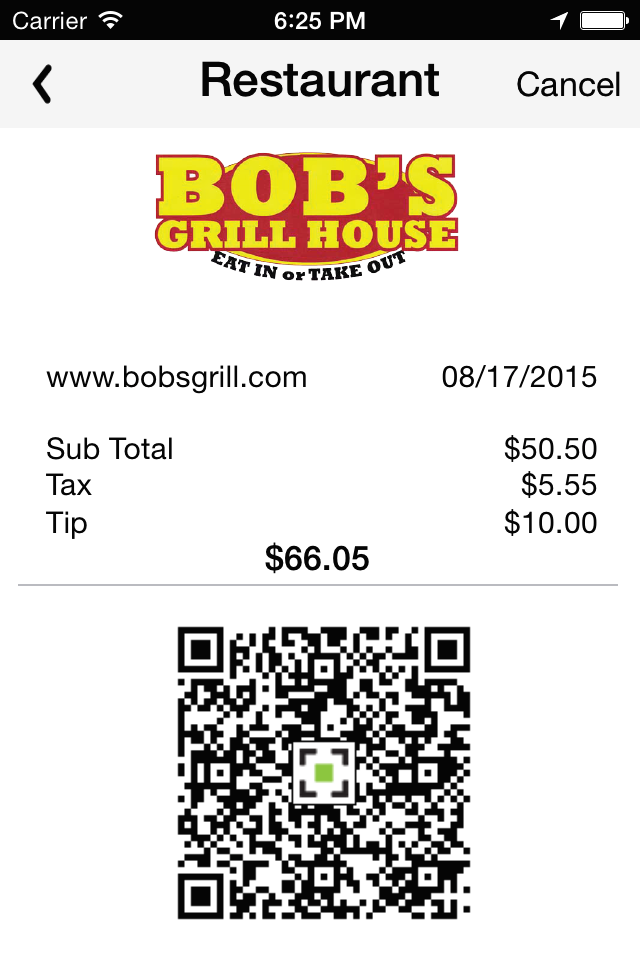 Carrier 6:25 PM
Restaurant Cancel
BOB'S
GRILL HOUSE
EAT IN or TAKE OUT
www.bobsgrill.com 08/17/2015
Sub Total $50.50
Tax $5.55
Tip $10.00
$66.05